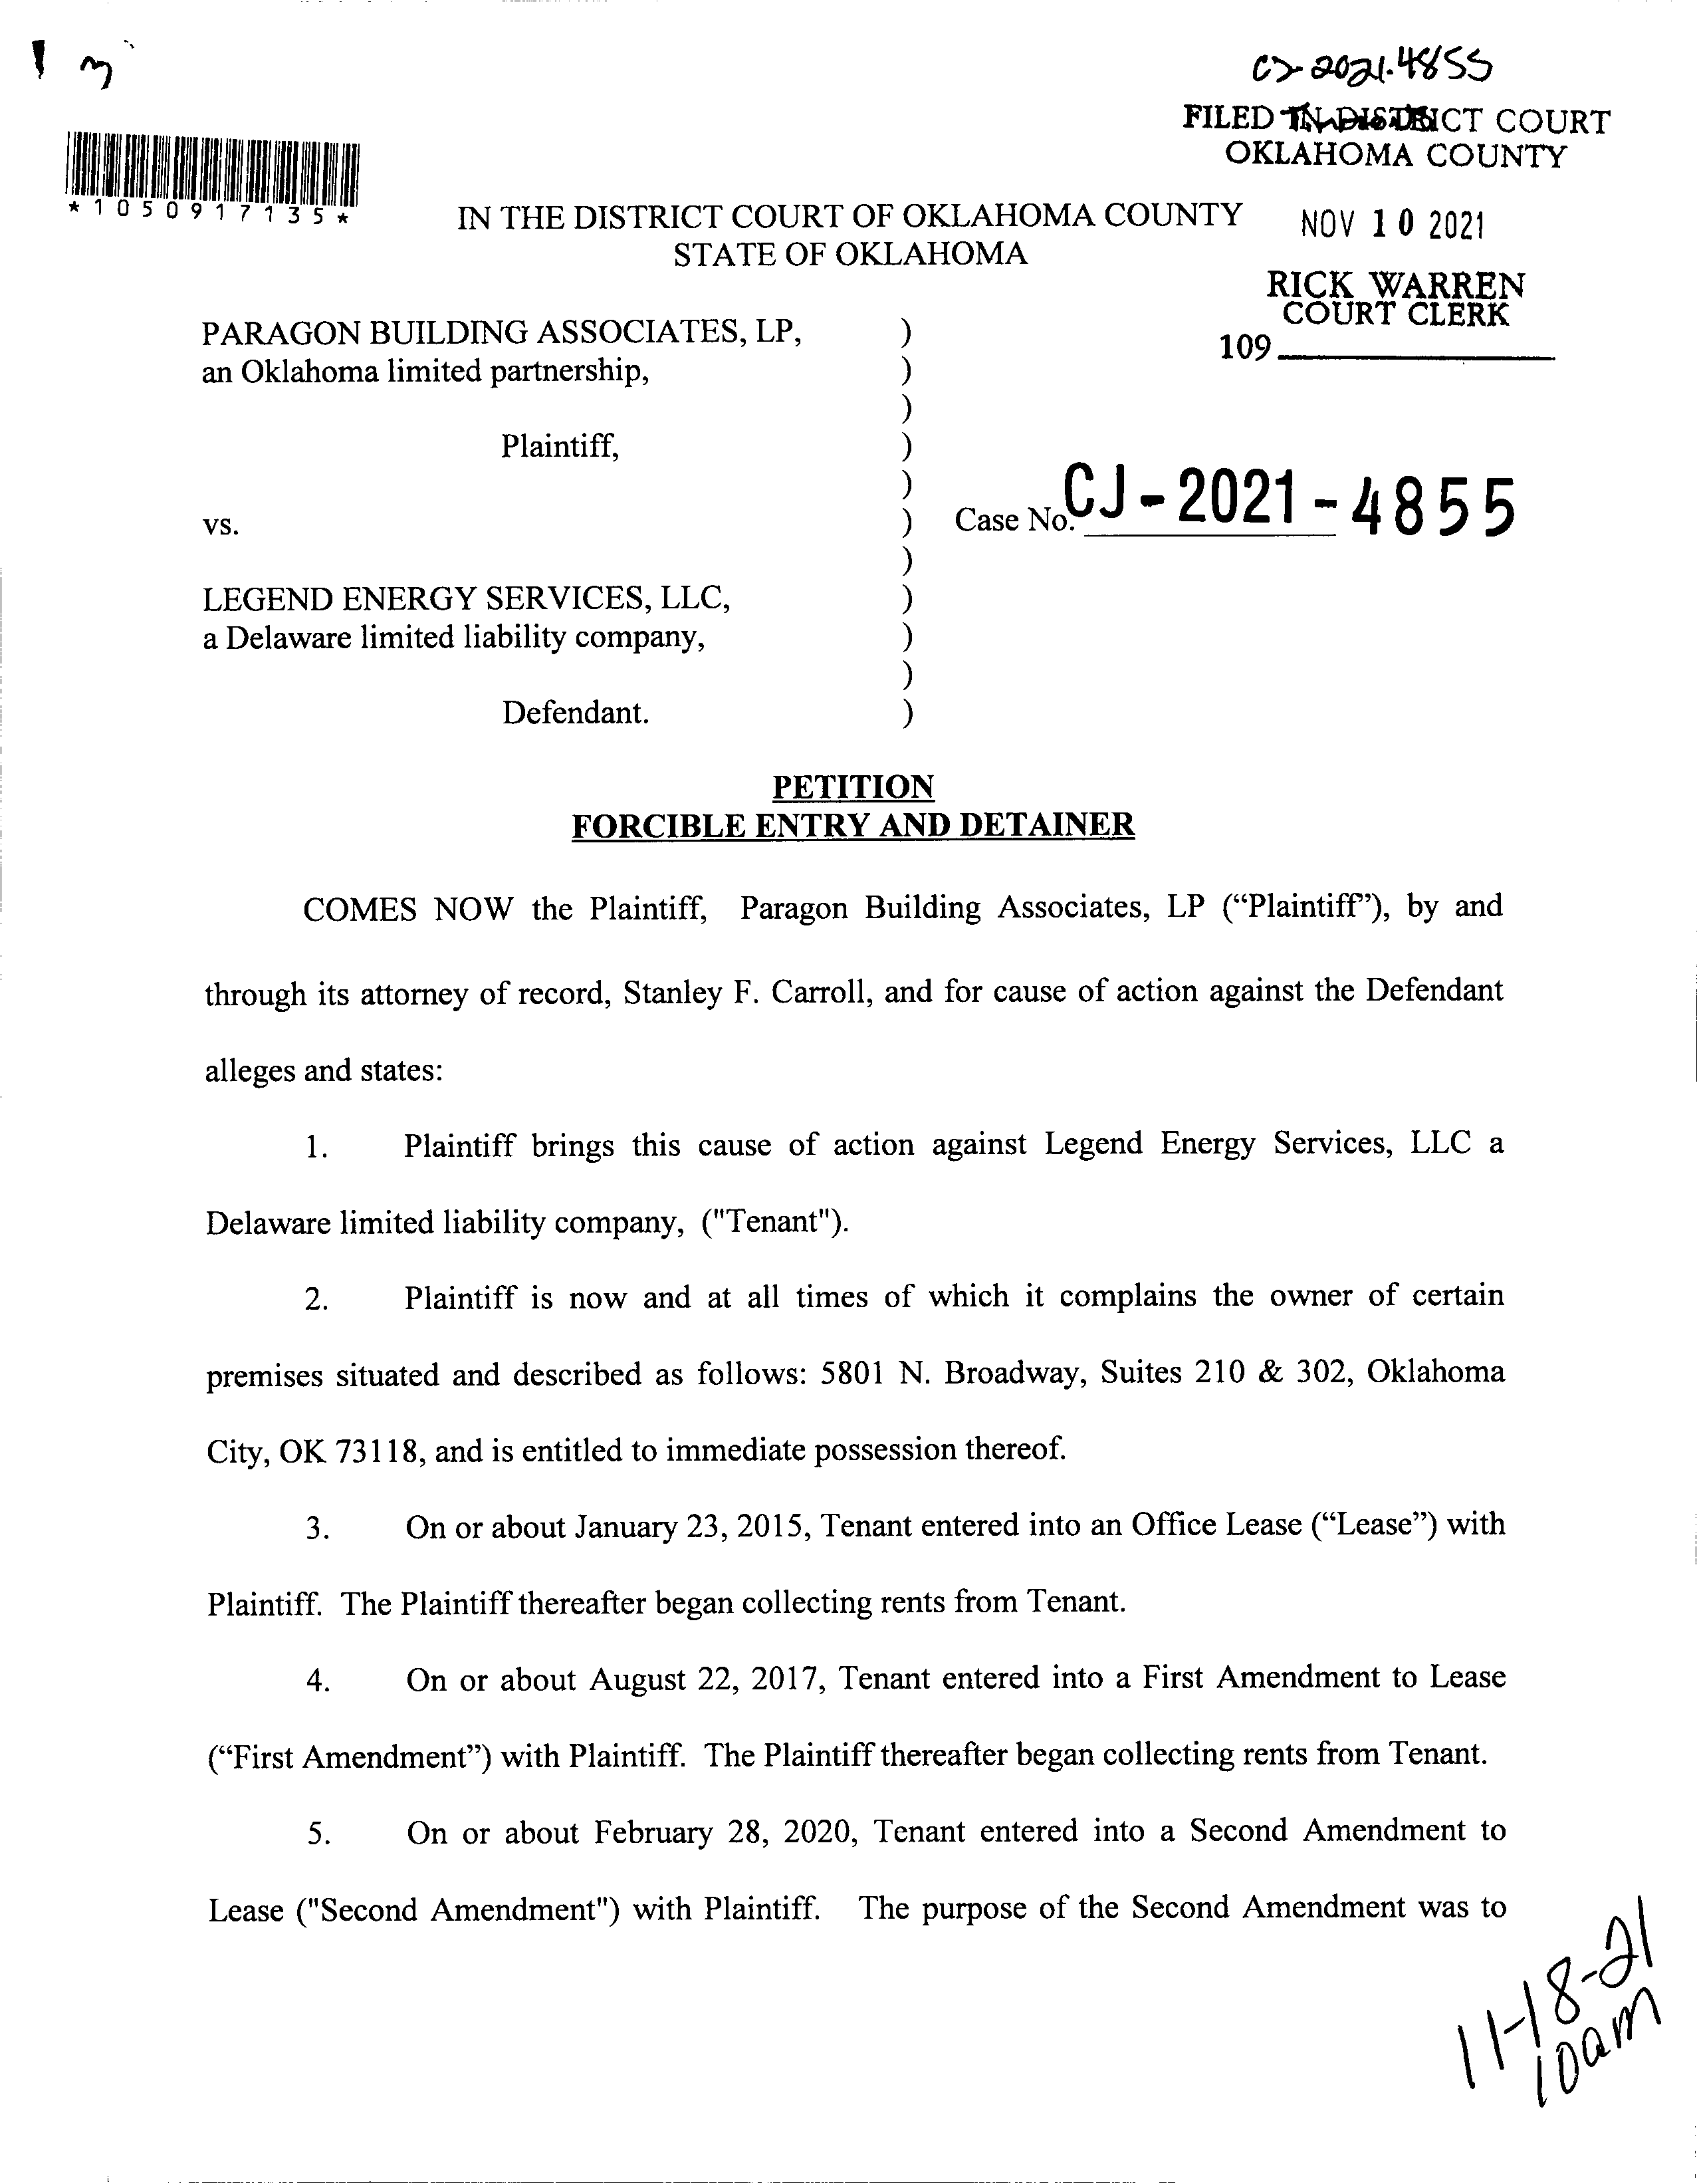 3
CJ-2021-4855
FILED IN DISTRICT COURT
OKLAHOMA COUNTY
*1050917135*
IN THE DISTRICT COURT OF OKLAHOMA COUNTY
STATE OF OKLAHOMA
NOV 10 2021
RICK WARREN
COURT CLERK
109
PARAGON BUILDING ASSOCIATES, LP, )
an Oklahoma limited partnership, )
)
Plaintiff, )
)
vs. ) Case No. CJ-2021-4855
)
LEGEND ENERGY SERVICES, LLC, )
a Delaware limited liability company, )
)
Defendant. )
PETITION
FORCIBLE ENTRY AND DETAINER
COMES NOW the Plaintiff, Paragon Building Associates, LP (“Plaintiff”), by and
through its attorney of record, Stanley F. Carroll, and for cause of action against the Defendant
alleges and states:
1. Plaintiff brings this cause of action against Legend Energy Services, LLC a
Delaware limited liability company, ("Tenant").
2. Plaintiff is now and at all times of which it complains the owner of certain
premises situated and described as follows: 5801 N. Broadway, Suites 210 & 302, Oklahoma
City, OK 73118, and is entitled to immediate possession thereof.
3. On or about January 23, 2015, Tenant entered into an Office Lease (“Lease”) with
Plaintiff. The Plaintiff thereafter began collecting rents from Tenant.
4. On or about August 22, 2017, Tenant entered into a First Amendment to Lease
(“First Amendment”) with Plaintiff. The Plaintiff thereafter began collecting rents from Tenant.
5. On or about February 28, 2020, Tenant entered into a Second Amendment to
Lease ("Second Amendment") with Plaintiff. The purpose of the Second Amendment was to
11-18-21
10am